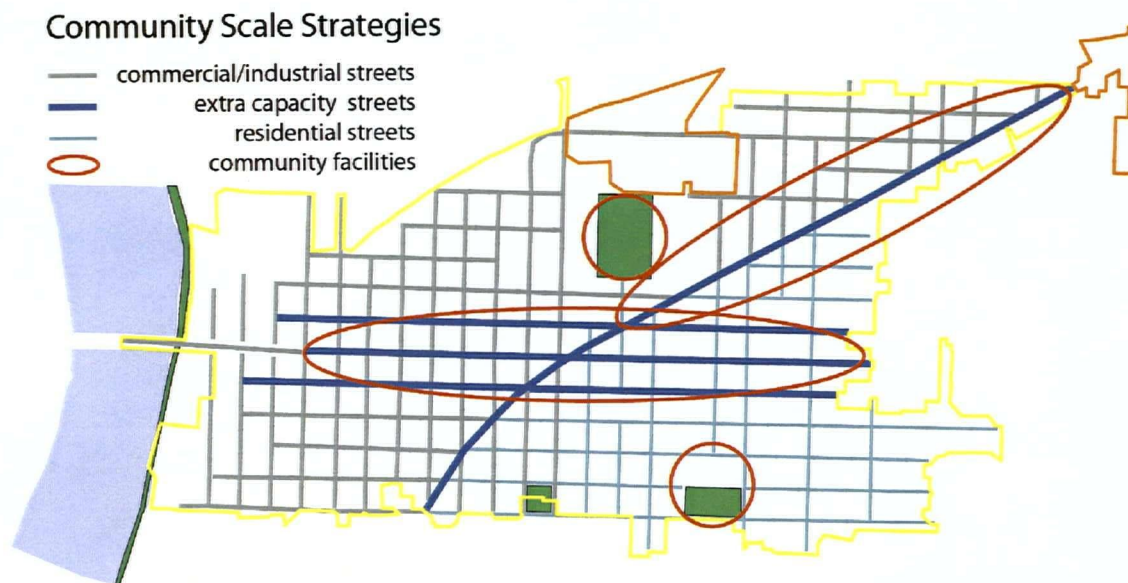 Community Scale Strategies
commercial/industrial streets
extra capacity streets
residential streets
community facilities